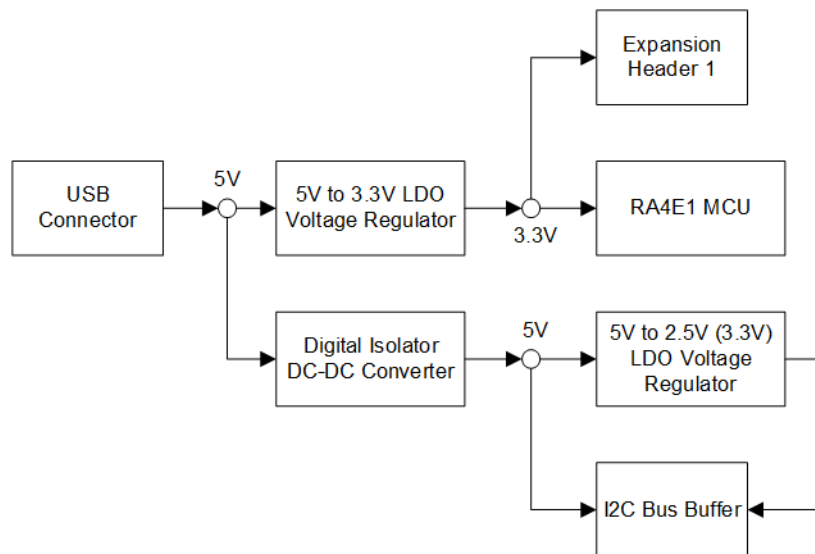 Expansion
Header 1
USB
Connector
5V
5V to 3.3V LDO
Voltage Regulator
3.3V
RA4E1 MCU
Digital Isolator
DC-DC Converter
5V
5V to 2.5V (3.3V)
LDO Voltage
Regulator
I2C Bus Buffer